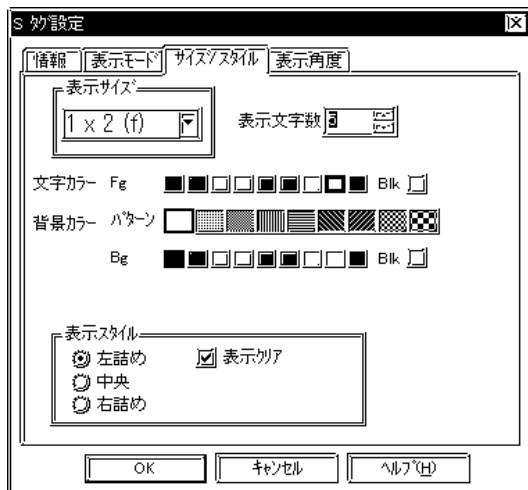 S ﾀｸﾞ設定
情報 表示ﾓｰﾄﾞ ｻｲｽﾞ/ｽﾀｲﾙ 表示角度
表示ｻｲｽﾞ
1 x 2 (f)
表示文字数
文字ｶﾗｰ Fg Blk
背景ｶﾗｰ ﾊﾟﾀｰﾝ
Bg Blk
表示ｽﾀｲﾙ
左詰め 表示ｸﾘｱ
中央
右詰め
OK ｷｬﾝｾﾙ ﾍﾙﾌﾟ(H)